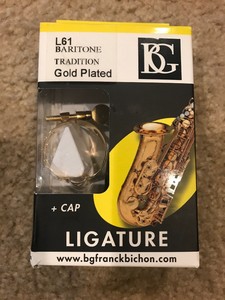 L61
BARITONE
TRADITION
Gold Plated
BG
+ CAP
LIGATURE
www.bgfranckbichon.com